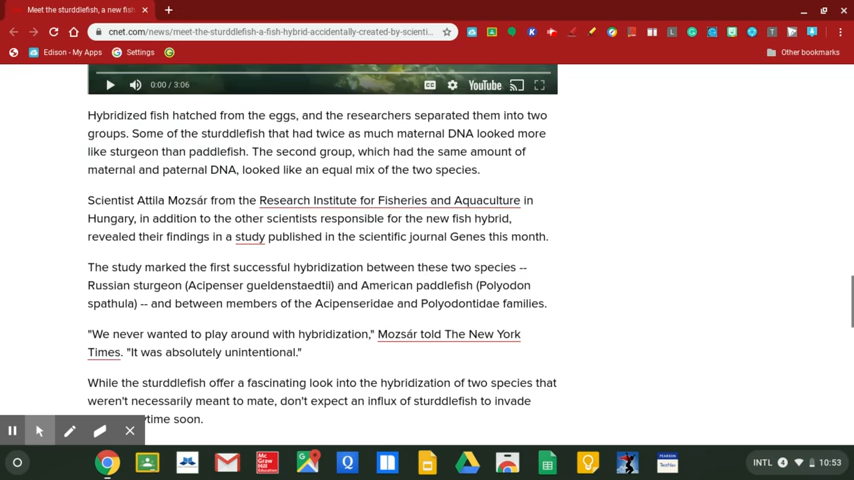 Meet the sturddlefish, a new fish
cnet.com/news/meet-the-sturddlefish-a-fish-hybrid-accidentally-created-by-scienti...
Edison - My Apps
Settings
Other bookmarks
0:00 / 3:06
CC
YouTube
Hybridized fish hatched from the eggs, and the researchers separated them into two
groups. Some of the sturddlefish that had twice as much maternal DNA looked more
like sturgeon than paddlefish. The second group, which had the same amount of
maternal and paternal DNA, looked like an equal mix of the two species.
Scientist Attila Mozsár from the Research Institute for Fisheries and Aquaculture in
Hungary, in addition to the other scientists responsible for the new fish hybrid,
revealed their findings in a study published in the scientific journal Genes this month.
The study marked the first successful hybridization between these two species --
Russian sturgeon (Acipenser gueldenstaedtii) and American paddlefish (Polyodon
spathula) -- and between members of the Acipenseridae and Polyodontidae families.
"We never wanted to play around with hybridization," Mozsár told The New York
Times. "It was absolutely unintentional."
While the sturddlefish offer a fascinating look into the hybridization of two species that
weren't necessarily meant to mate, don't expect an influx of sturddlefish to invade
ytime soon.
Mc
Graw
Hill
Education
PEARSON
TestNav
INTL 4 10:53